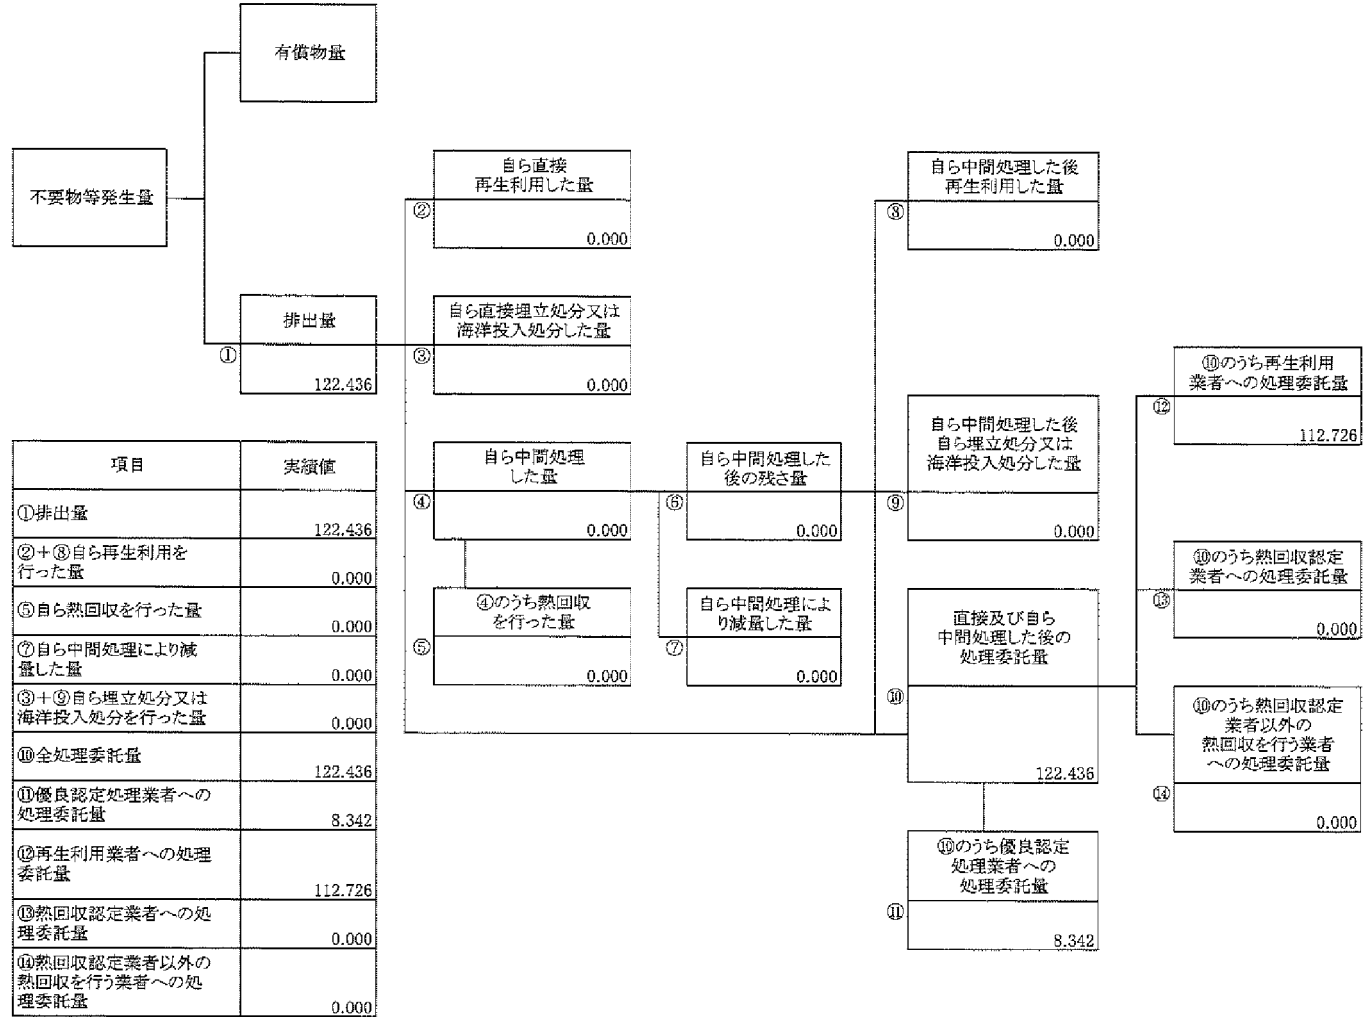 有償物量
不要物等発生量
排出量
①
122.436
自ら直接
再生利用した量
②
0.000
自ら直接埋立処分又は
海洋投入処分した量
③
0.000
自ら中間処理
した量
④
0.000
④のうち熱回収
を行った量
⑤
0.000
自ら中間処理した
後の残さ量
⑥
0.000
自ら中間処理によ
り減量した量
⑦
0.000
自ら中間処理した後
再生利用した量
⑧
0.000
自ら中間処理した後
自ら埋立処分又は
海洋投入処分した量
⑨
0.000
直接及び自ら
中間処理した後の
処理委託量
⑩
122.436
⑩のうち優良認定
処理業者への
処理委託量
⑪
8.342
⑩のうち再生利用
業者への処理委託量
⑫
112.726
⑩のうち熱回収認定
業者への処理委託量
⑬
0.000
⑩のうち熱回収認定
業者以外の
熱回収を行う業者
への処理委託量
⑭
0.000
項目 実績値
①排出量
122.436
②＋⑧自ら再生利用を
行った量 0.000
⑤自ら熱回収を行った量
0.000
⑦自ら中間処理により減
量した量 0.000
③＋⑨自ら埋立処分又は
海洋投入処分を行った量 0.000
⑩全処理委託量
122.436
⑪優良認定処理業者への
処理委託量 8.342
⑫再生利用業者への処理
委託量
112.726
⑬熱回収認定業者への処
理委託量 0.000
⑭熱回収認定業者以外の
熱回収を行う業者への処
理委託量 0.000